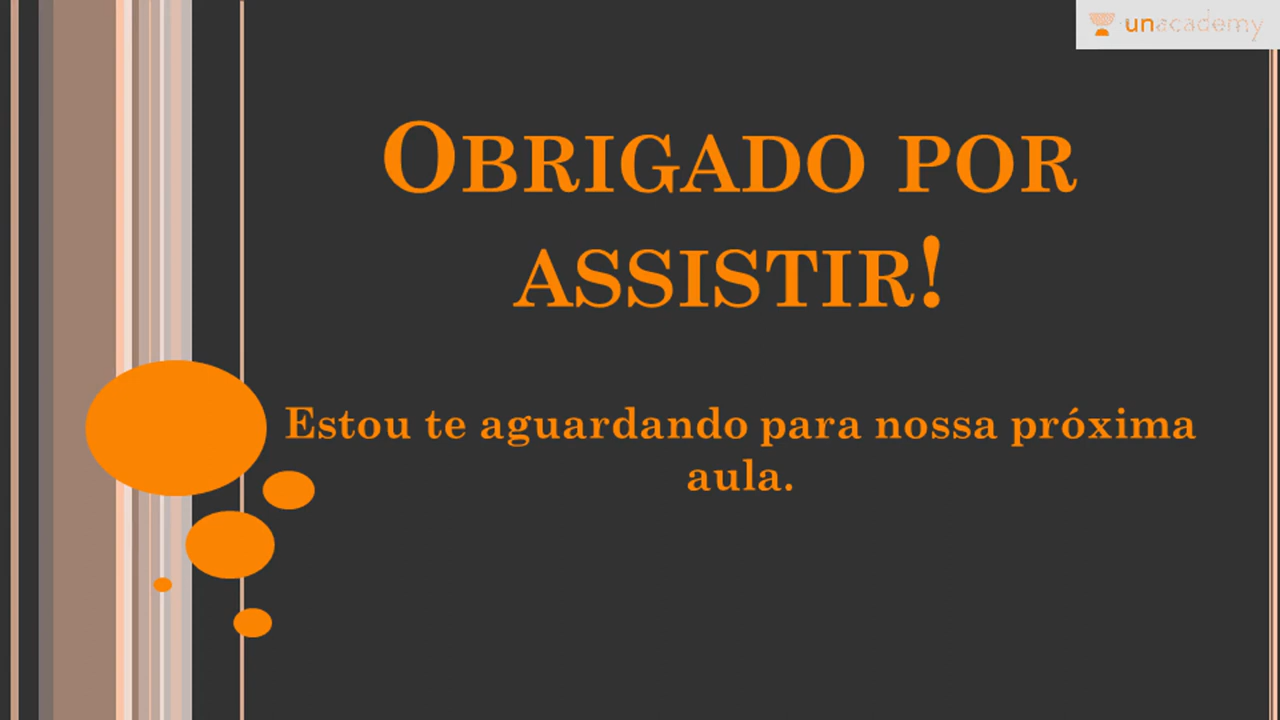 unacademy
OBRIGADO POR
ASSISTIR!
Estou te aguardando para nossa próxima
aula.